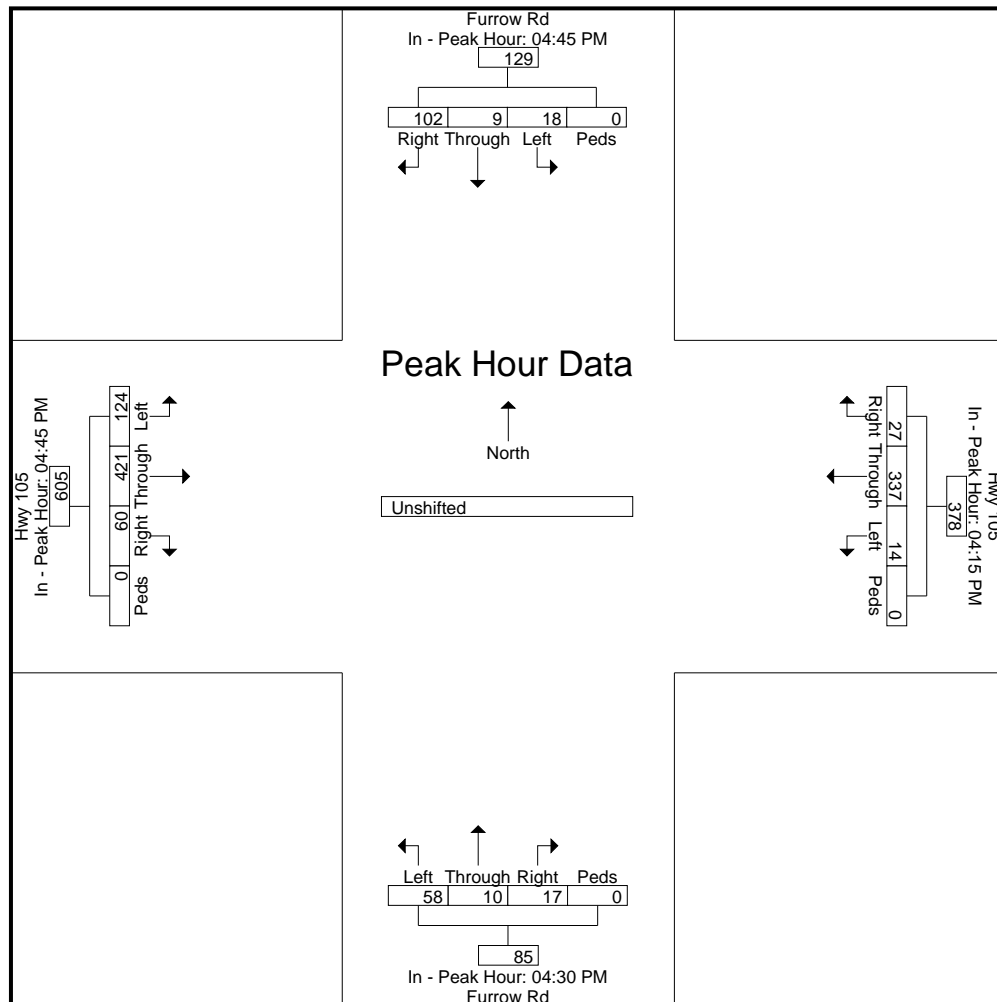 Furrow Rd
In - Peak Hour: 04:45 PM
129
102 9 18 0
Right Through Left Peds
Peak Hour Data
North
Unshifted
Hwy 105
In - Peak Hour: 04:45 PM
605
124 421 60 0
Left Through Right Peds
Hwy 105
In - Peak Hour: 04:15 PM
378
27 337 14 0
Right Through Left Peds
Left Through Right Peds
58 10 17 0
85
In - Peak Hour: 04:30 PM
Furrow Rd